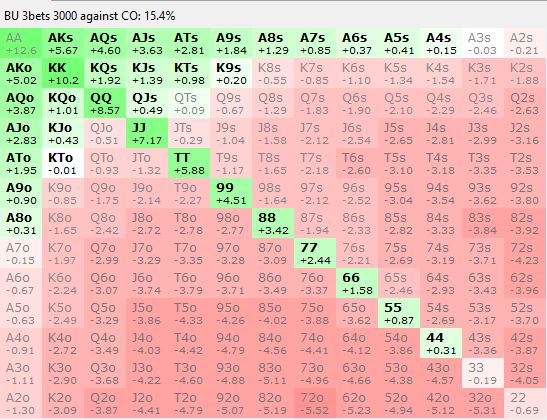 BU 3bets 3000 against CO: 15.4%
AA AKs AQs AJs ATs A9s A8s A7s A6s A5s A4s A3s A2s
+12.6 +5.67 +4.60 +3.63 +2.81 +1.84 +1.29 +0.85 +0.37 +0.41 +0.15 -0.03 -0.21
AKo KK KQs KJs KTs K9s K8s K7s K6s K5s K4s K3s K2s
+5.02 +10.2 +1.92 +1.39 +0.98 +0.20 -0.55 -0.85 -1.10 -1.34 -1.54 -1.71 -1.88
AQo KQo QQ QJs QTs Q9s Q8s Q7s Q6s Q5s Q4s Q3s Q2s
+3.87 +1.01 +8.57 +0.49 +0.09 -0.67 -1.29 -1.83 -1.90 -2.10 -2.29 -2.46 -2.63
AJo KJo QJo JJ JTs J9s J8s J7s J6s J5s J4s J3s J2s
+2.83 +0.43 -0.51 +7.17 -0.29 -1.04 -1.58 -2.12 -2.54 -2.65 -2.81 -2.99 -3.16
ATo KTo QTo JTo TT T9s T8s T7s T6s T5s T4s T3s T2s
+1.95 -0.01 -0.93 -1.32 +5.88 -1.17 -1.65 -2.18 -2.60 -3.10 -3.18 -3.35 -3.53
A9o K9o Q9o J9o T9o 99 98s 97s 96s 95s 94s 93s 92s
+0.90 -0.85 -1.75 -2.14 -2.27 +4.51 -1.64 -2.12 -2.52 -3.04 -3.54 -3.62 -3.80
A8o K8o Q8o J8o T8o 98o 88 87s 86s 85s 84s 83s 82s
+0.31 -1.65 -2.42 -2.72 -2.78 -2.77 +3.42 -1.94 -2.33 -2.82 -3.33 -3.84 -3.92
A7o K7o Q7o J7o T7o 97o 87o 77 76s 75s 74s 73s 72s
-0.15 -1.97 -2.99 -3.29 -3.35 -3.28 -3.09 +2.44 -2.21 -2.69 -3.19 -3.71 -4.23
A6o K6o Q6o J6o T6o 96o 86o 76o 66 65s 64s 63s 62s
-0.67 -2.24 -3.07 -3.74 -3.79 -3.71 -3.49 -3.37 +1.58 -2.46 -2.93 -3.43 -3.96
A5o K5o Q5o J5o T5o 95o 85o 75o 65o 55 54s 53s 52s
-0.63 -2.49 -3.29 -3.86 -4.33 -4.26 -4.02 -3.88 -3.62 +0.87 -2.69 -3.17 -3.70
A4o K4o Q4o J4o T4o 94o 84o 74o 64o 54o 44 43s 42s
-0.91 -2.72 -3.49 -4.03 -4.42 -4.79 -4.56 -4.41 -4.12 -3.86 +0.31 -3.36 -3.87
A3o K3o Q3o J3o T3o 93o 83o 73o 63o 53o 43o 33 32s
-1.11 -2.90 -3.68 -4.22 -4.60 -4.88 -5.11 -4.96 -4.66 -4.38 -4.57 -0.19 -4.05
A2o K2o Q2o J2o T2o 92o 82o 72o 62o 52o 42o 32o 22
-1.30 -3.09 -3.87 -4.41 -4.79 -5.07 -5.19 -5.52 -5.23 -4.94 -5.12 -5.31 -0.69